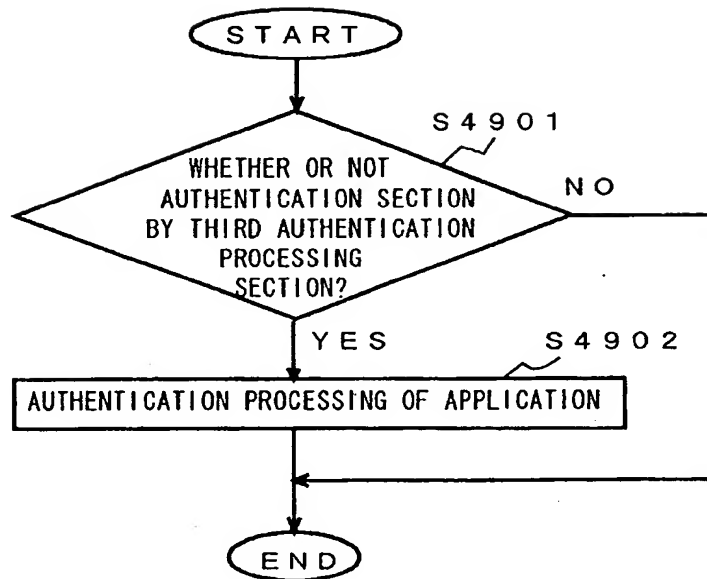 START
S4901
WHETHER OR NOT
AUTHENTICATION SECTION
BY THIRD AUTHENTICATION
PROCESSING
SECTION?
NO
YES
S4902
AUTHENTICATION PROCESSING OF APPLICATION
END